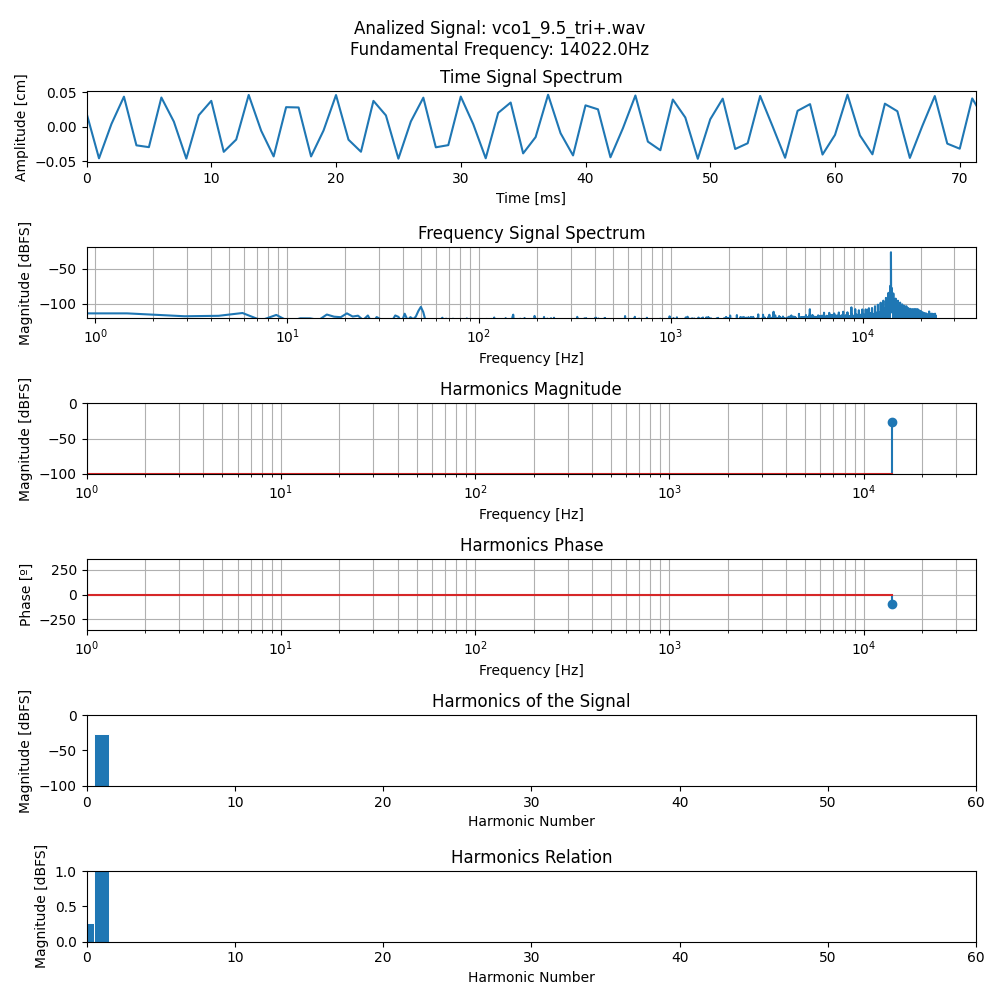 Analized Signal: vco1_9.5_tri+.wav
Fundamental Frequency: 14022.0Hz
Time Signal Spectrum
Amplitude [cm]
0.05
0.00
−0.05
0 10 20 30 40 50 60 70
Time [ms]
Frequency Signal Spectrum
Magnitude [dBFS]
−50
−100
10⁰ 10¹ 10² 10³ 10⁴
Frequency [Hz]
Harmonics Magnitude
Magnitude [dBFS]
0
−50
−100
10⁰ 10¹ 10² 10³ 10⁴
Frequency [Hz]
Harmonics Phase
Phase [º]
250
0
−250
10⁰ 10¹ 10² 10³ 10⁴
Frequency [Hz]
Harmonics of the Signal
Magnitude [dBFS]
0
−50
−100
0 10 20 30 40 50 60
Harmonic Number
Harmonics Relation
Magnitude [dBFS]
1.0
0.5
0.0
0 10 20 30 40 50 60
Harmonic Number